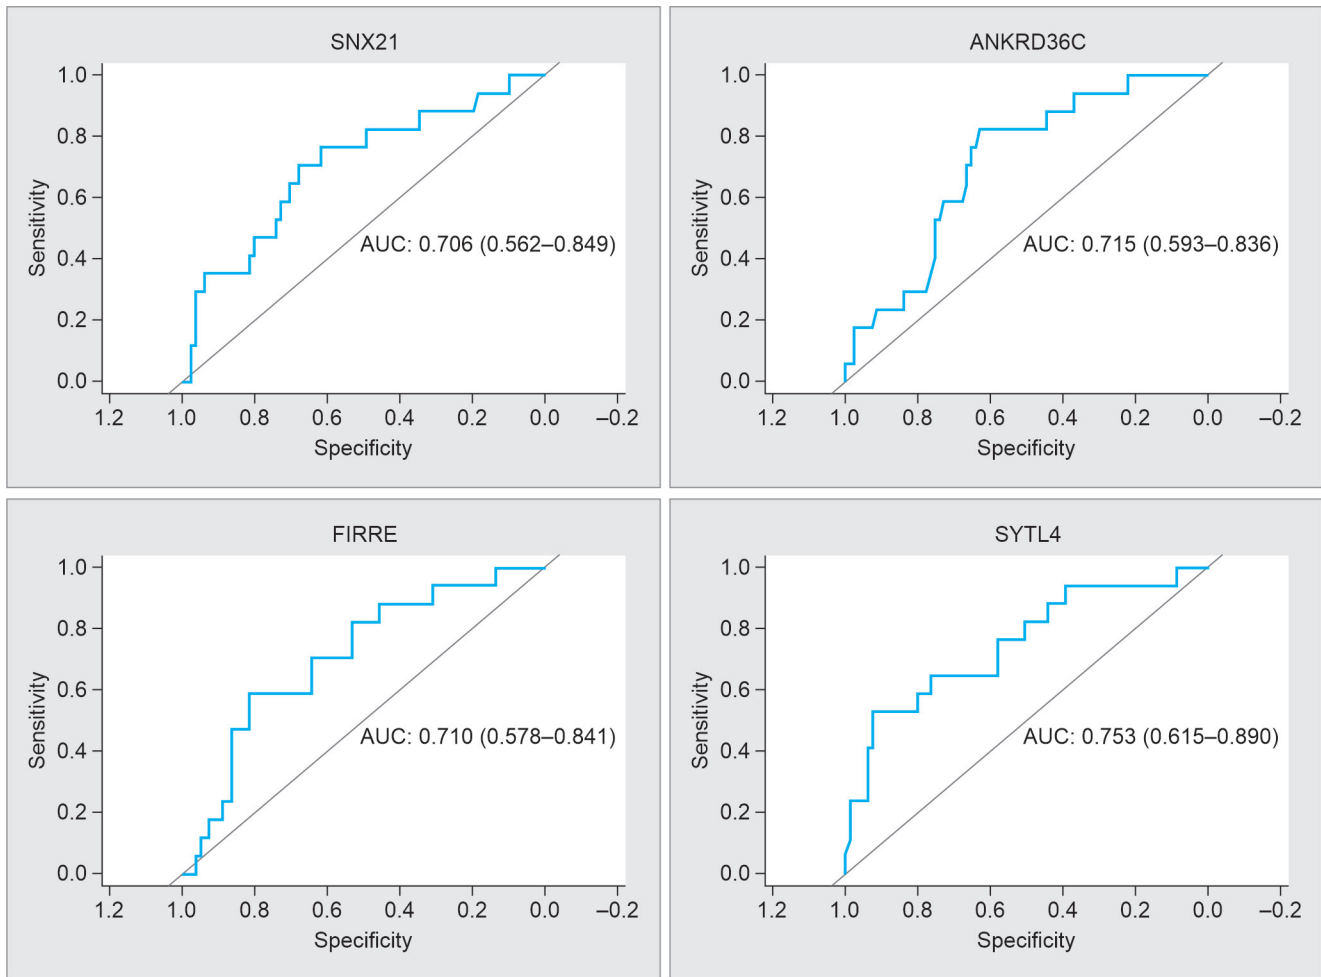 SNX21
1.0
0.8
0.6
0.4
0.2
0.0
Sensitivity
AUC: 0.706 (0.562–0.849)
1.2 1.0 0.8 0.6 0.4 0.2 0.0 –0.2
Specificity
ANKRD36C
1.0
0.8
0.6
0.4
0.2
0.0
Sensitivity
AUC: 0.715 (0.593–0.836)
1.2 1.0 0.8 0.6 0.4 0.2 0.0 –0.2
Specificity
FIRRE
1.0
0.8
0.6
0.4
0.2
0.0
Sensitivity
AUC: 0.710 (0.578–0.841)
1.2 1.0 0.8 0.6 0.4 0.2 0.0 –0.2
Specificity
SYTL4
1.0
0.8
0.6
0.4
0.2
0.0
Sensitivity
AUC: 0.753 (0.615–0.890)
1.2 1.0 0.8 0.6 0.4 0.2 0.0 –0.2
Specificity